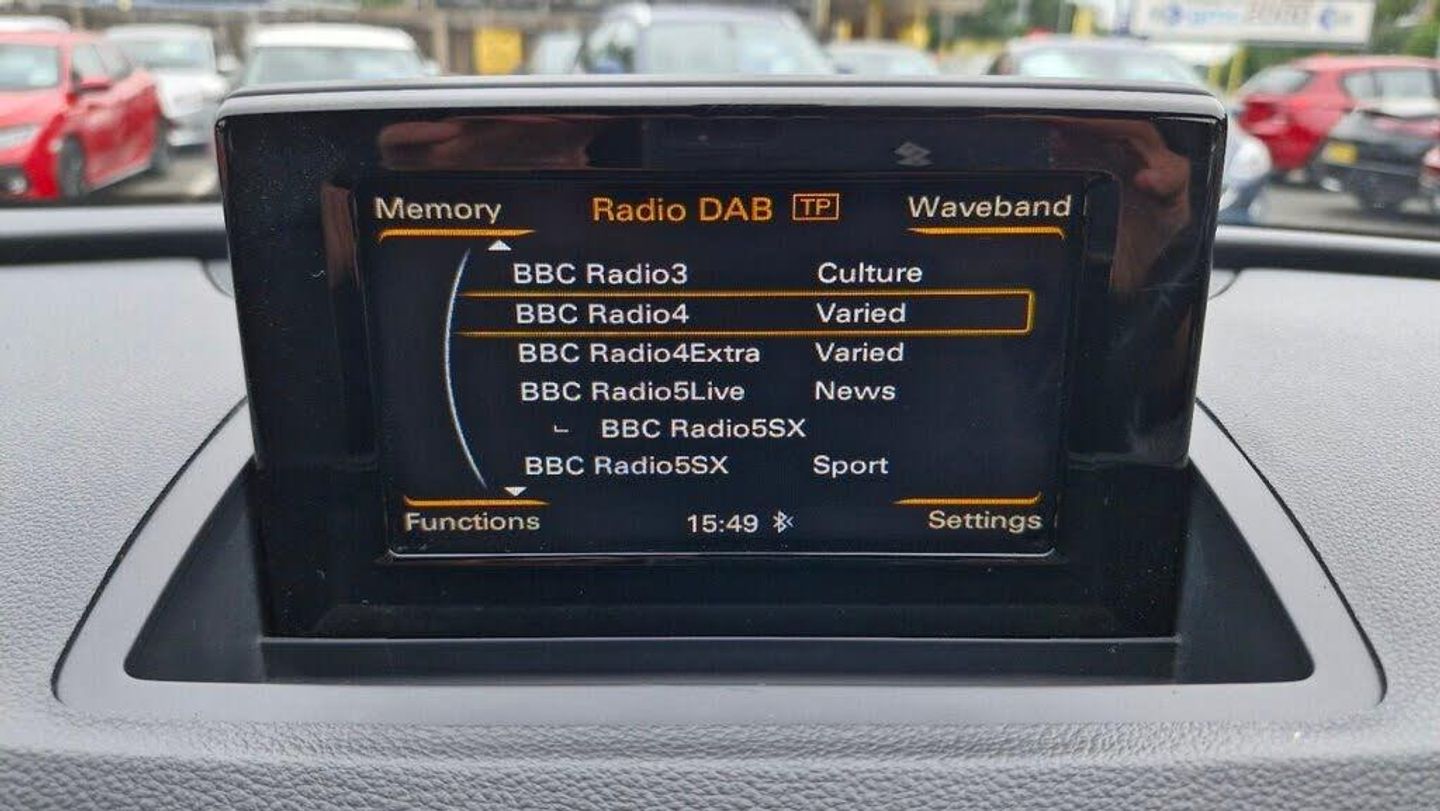 Memory Radio DAB TP Waveband
BBC Radio3 Culture
BBC Radio4 Varied
BBC Radio4Extra Varied
BBC Radio5Live News
BBC Radio5SX
BBC Radio5SX Sport
Functions 15:49 Settings